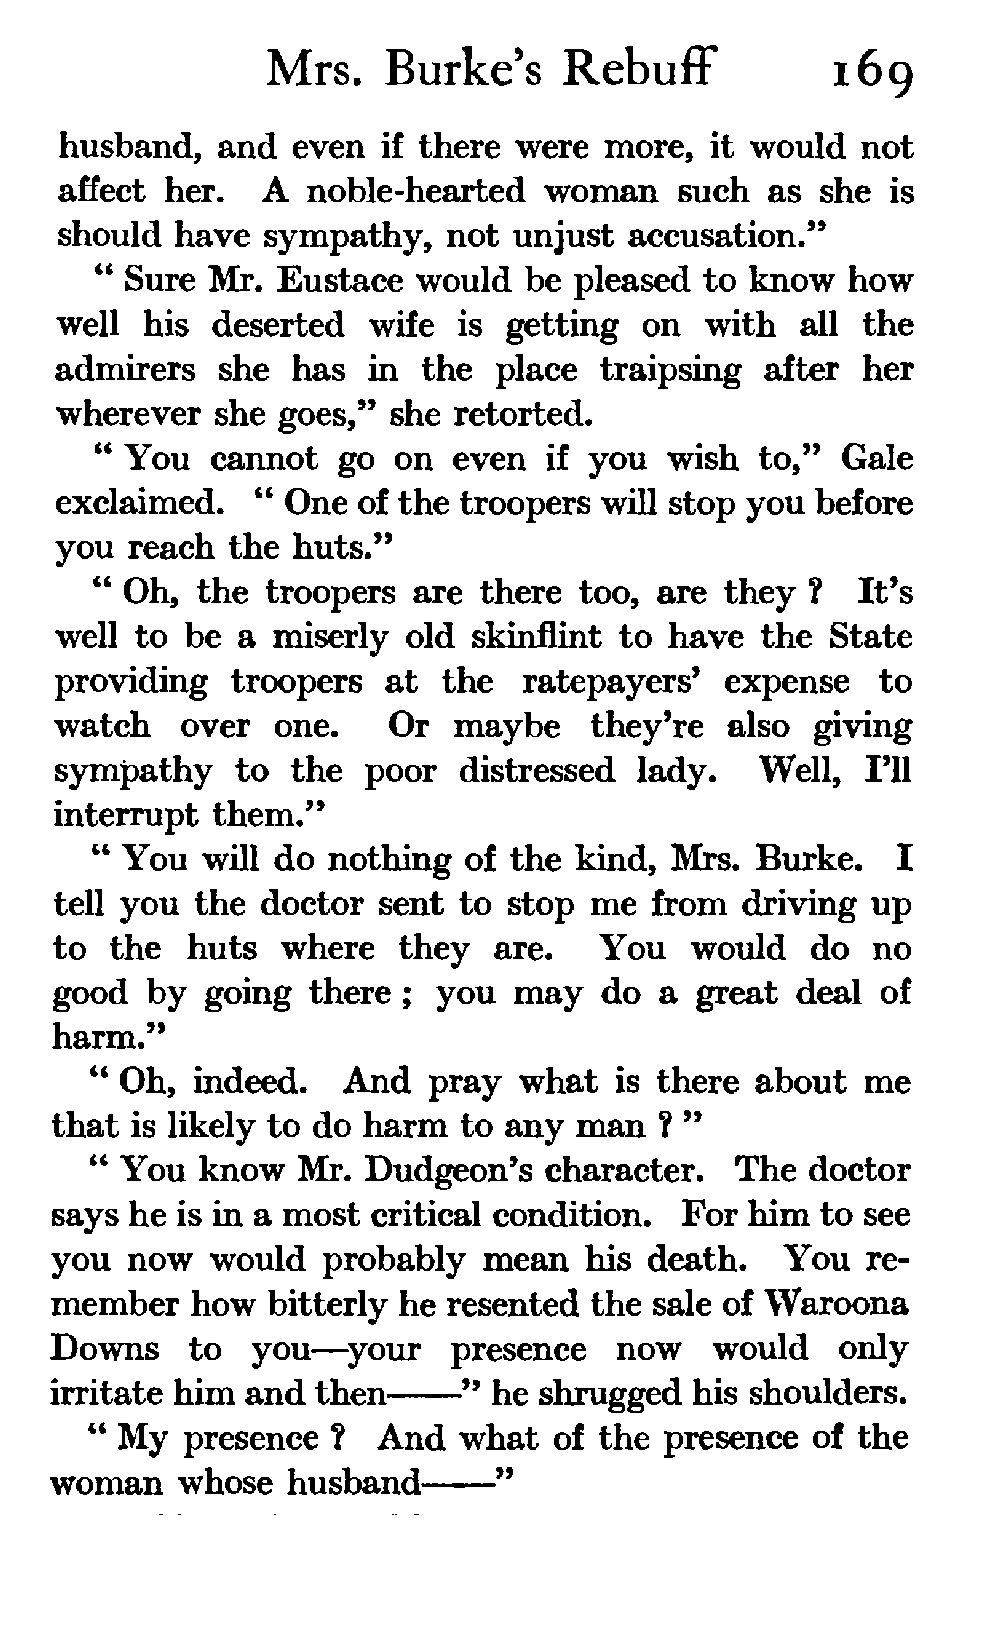 Mrs. Burke's Rebuff 169
husband, and even if there were more, it would not
affect her. A noble-hearted woman such as she is
should have sympathy, not unjust accusation."
" Sure Mr. Eustace would be pleased to know how
well his deserted wife is getting on with all the
admirers she has in the place traipsing after her
wherever she goes," she retorted.
" You cannot go on even if you wish to," Gale
exclaimed. " One of the troopers will stop you before
you reach the huts."
" Oh, the troopers are there too, are they ? It's
well to be a miserly old skinflint to have the State
providing troopers at the ratepayers' expense to
watch over one. Or maybe they're also giving
sympathy to the poor distressed lady. Well, I'll
interrupt them."
" You will do nothing of the kind, Mrs. Burke. I
tell you the doctor sent to stop me from driving up
to the huts where they are. You would do no
good by going there ; you may do a great deal of
harm."
" Oh, indeed. And pray what is there about me
that is likely to do harm to any man ? "
" You know Mr. Dudgeon's character. The doctor
says he is in a most critical condition. For him to see
you now would probably mean his death. You re-
member how bitterly he resented the sale of Waroona
Downs to you—your presence now would only
irritate him and then——" he shrugged his shoulders.
" My presence ? And what of the presence of the
woman whose husband——"